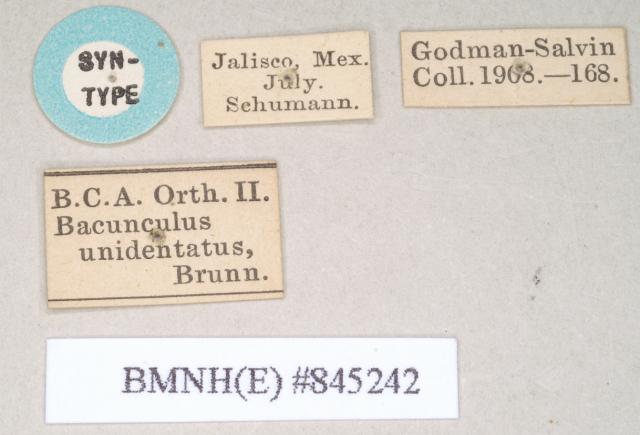 SYN-
TYPE
Jalisco, Mex.
July.
Schumann.
Godman-Salvin
Coll. 1908.—168.
B.C.A. Orth. II.
Bacunculus
unidentatus,
Brunn.
BMNH(E) #845242